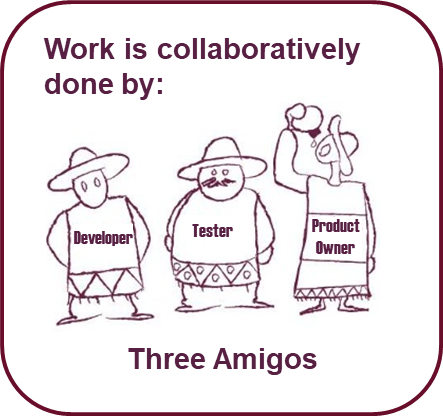 Work is collaboratively
done by:
Developer
Tester
Product
Owner
Three Amigos